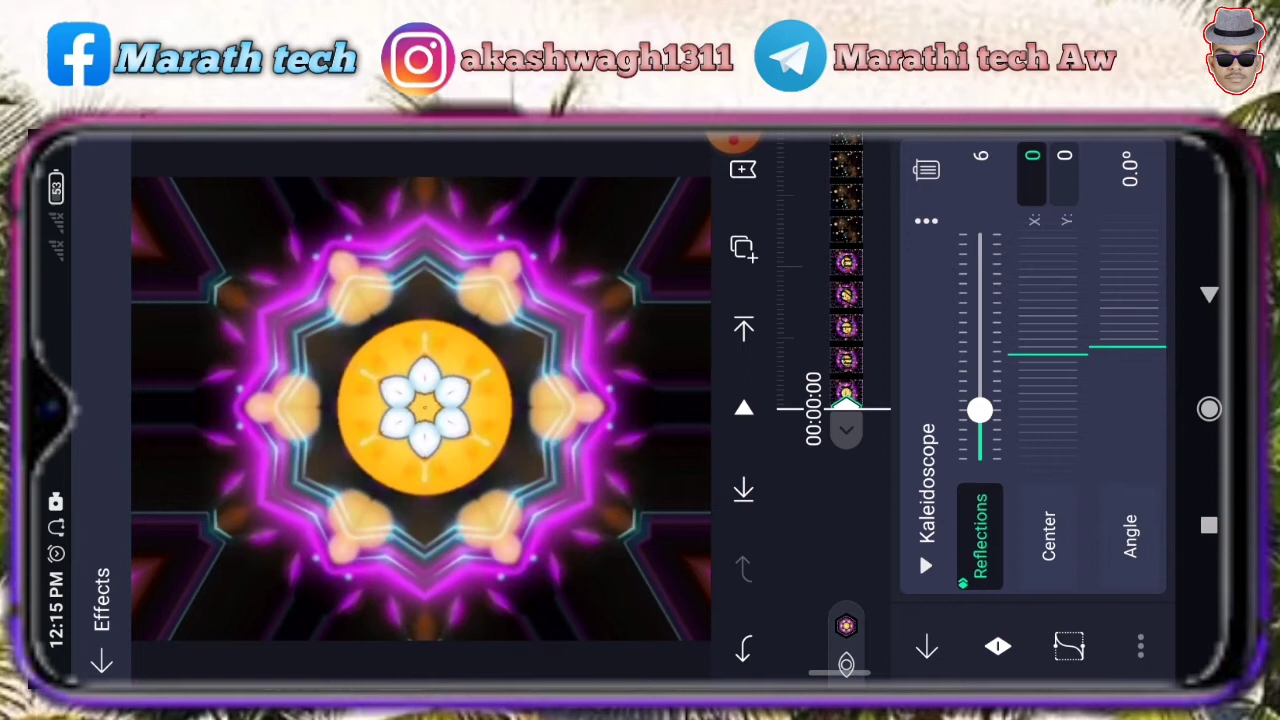 Marath tech
akashwagh1311
Marathi tech Aw
12:15 PM
53
Effects
00:00:00
Kaleidoscope
Reflections
6
Center
X: 0
Y: 0
Angle
0.0°